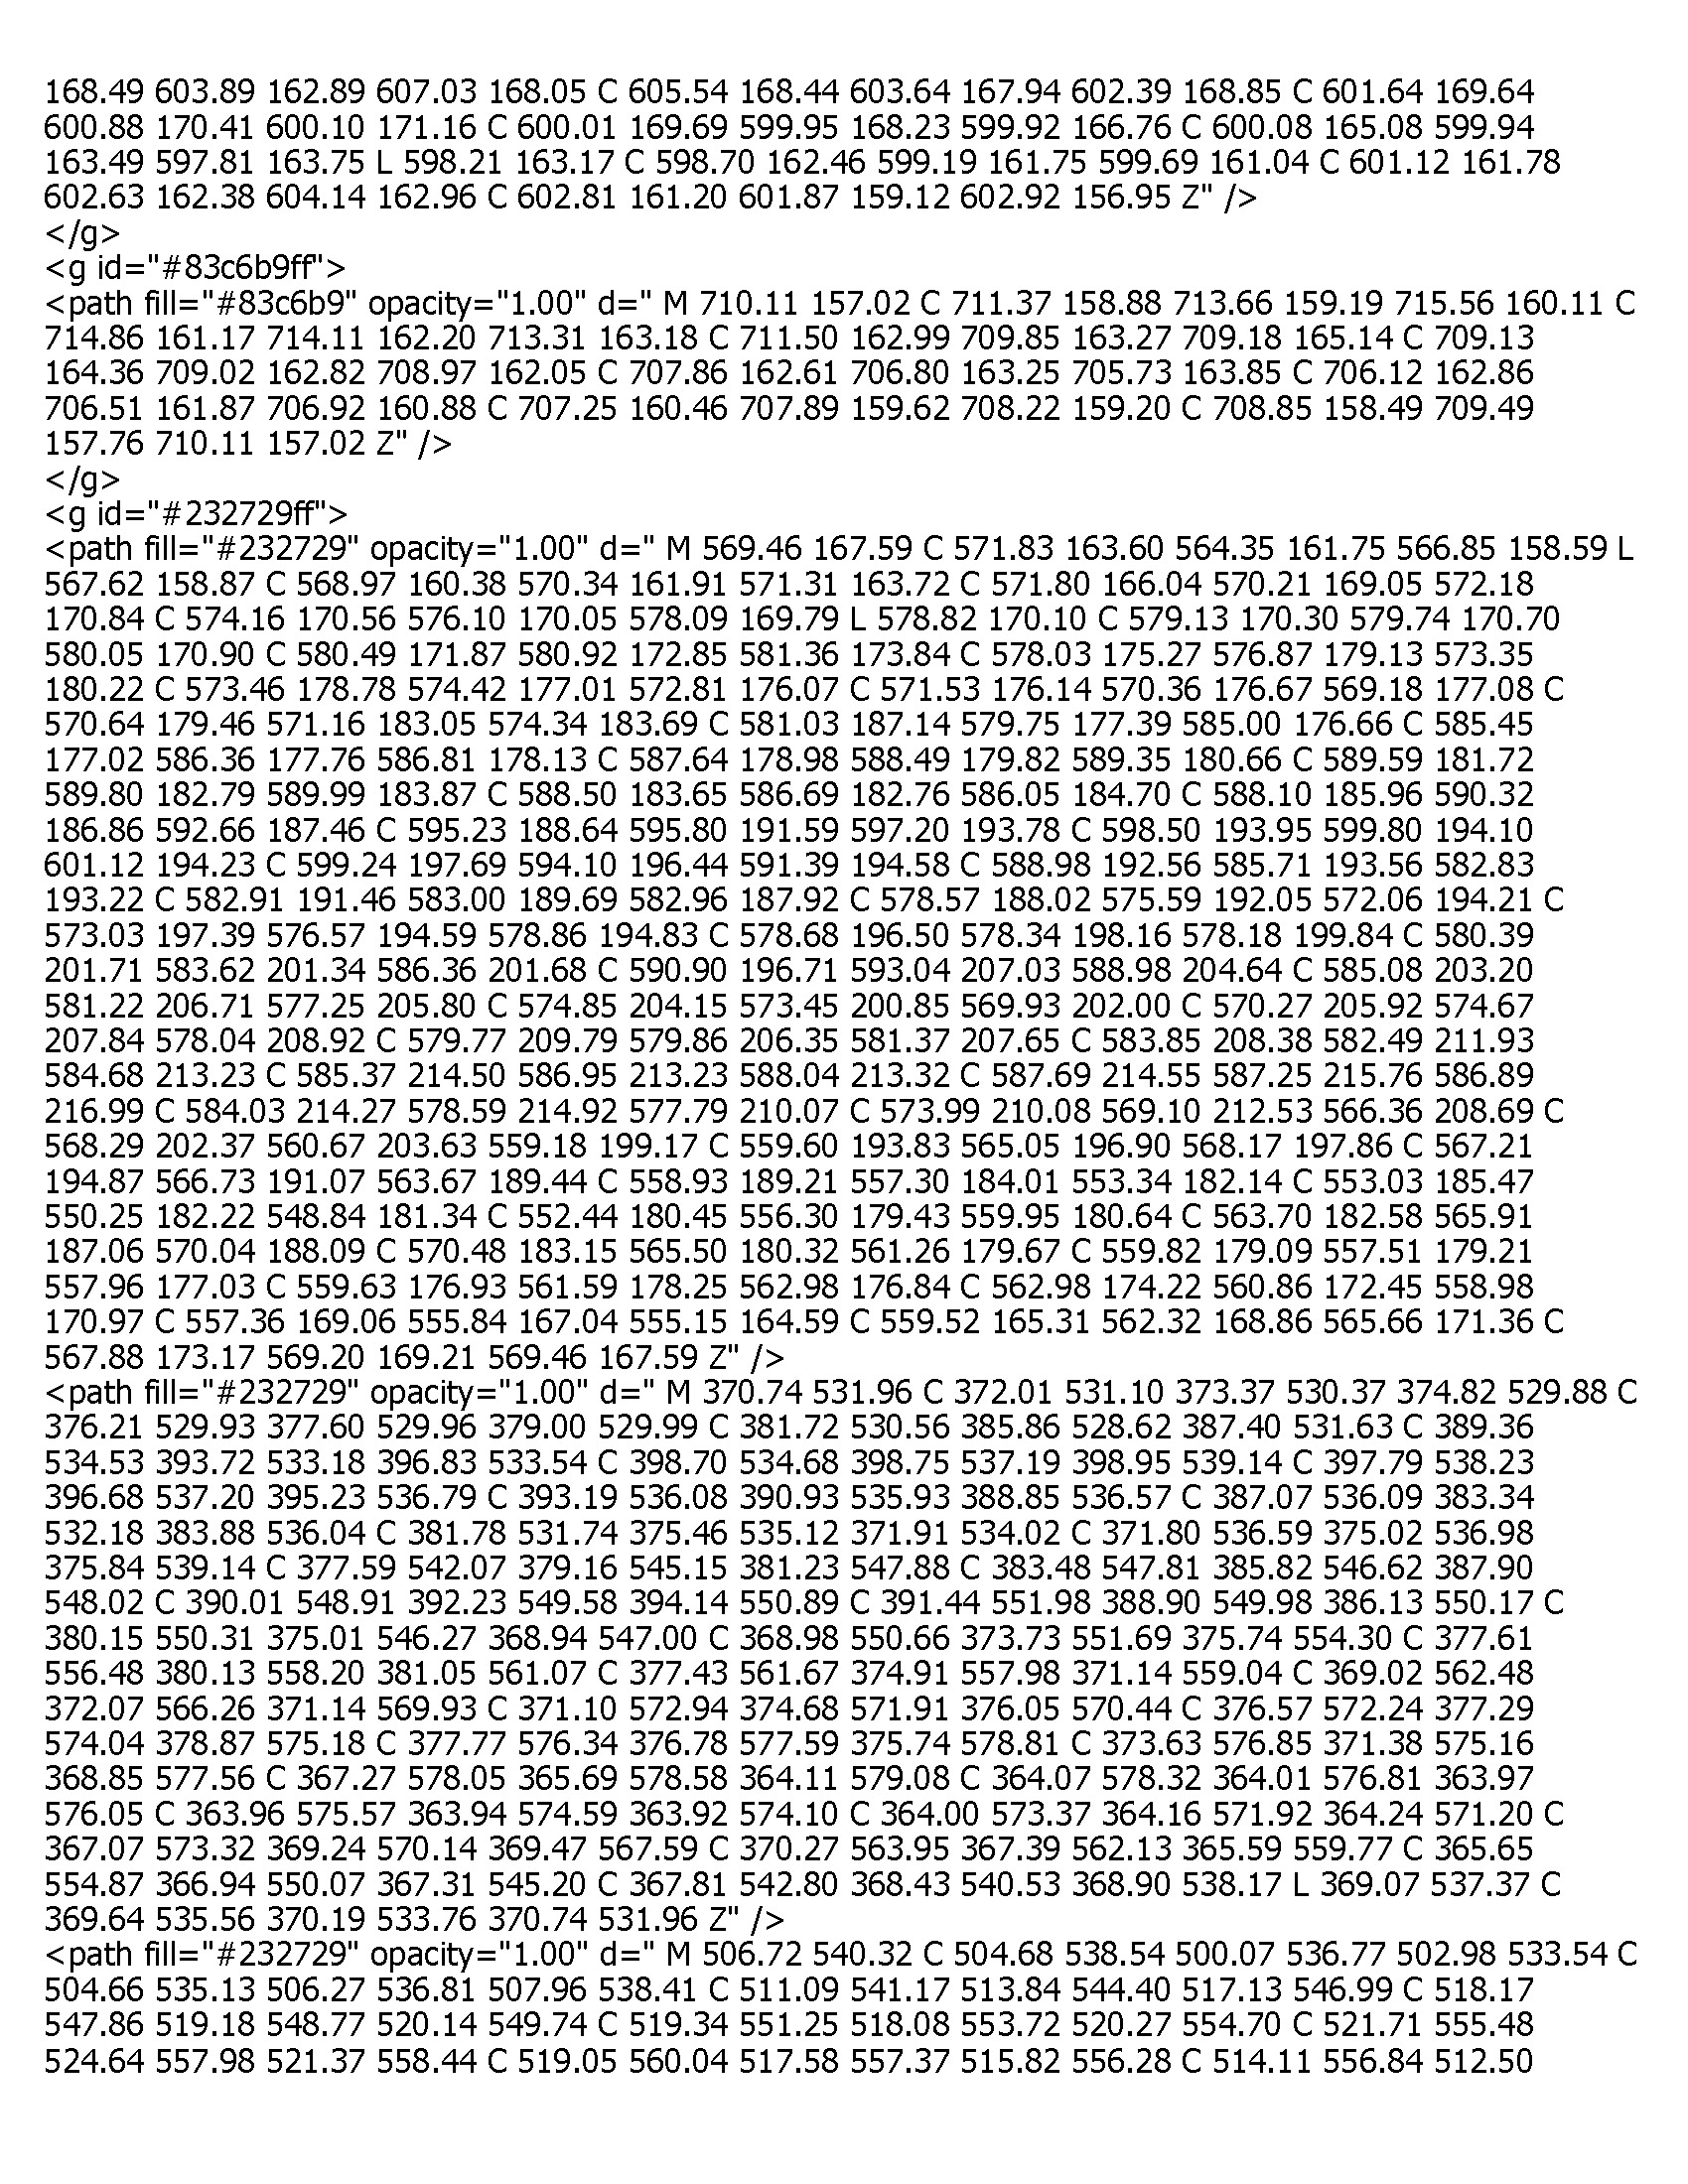 168.49 603.89 162.89 607.03 168.05 C 605.54 168.44 603.64 167.94 602.39 168.85 C 601.64 169.64
600.88 170.41 600.10 171.16 C 600.01 169.69 599.95 168.23 599.92 166.76 C 600.08 165.08 599.94
163.49 597.81 163.75 L 598.21 163.17 C 598.70 162.46 599.19 161.75 599.69 161.04 C 601.12 161.78
602.63 162.38 604.14 162.96 C 602.81 161.20 601.87 159.12 602.92 156.95 Z" />
</g>
<g id="#83c6b9ff">
<path fill="#83c6b9" opacity="1.00" d=" M 710.11 157.02 C 711.37 158.88 713.66 159.19 715.56 160.11 C
714.86 161.17 714.11 162.20 713.31 163.18 C 711.50 162.99 709.85 163.27 709.18 165.14 C 709.13
164.36 709.02 162.82 708.97 162.05 C 707.86 162.61 706.80 163.25 705.73 163.85 C 706.12 162.86
706.51 161.87 706.92 160.88 C 707.25 160.46 707.89 159.62 708.22 159.20 C 708.85 158.49 709.49
157.76 710.11 157.02 Z" />
</g>
<g id="#232729ff">
<path fill="#232729" opacity="1.00" d=" M 569.46 167.59 C 571.83 163.60 564.35 161.75 566.85 158.59 L
567.62 158.87 C 568.97 160.38 570.34 161.91 571.31 163.72 C 571.80 166.04 570.21 169.05 572.18
170.84 C 574.16 170.56 576.10 170.05 578.09 169.79 L 578.82 170.10 C 579.13 170.30 579.74 170.70
580.05 170.90 C 580.49 171.87 580.92 172.85 581.36 173.84 C 578.03 175.27 576.87 179.13 573.35
180.22 C 573.46 178.78 574.42 177.01 572.81 176.07 C 571.53 176.14 570.36 176.67 569.18 177.08 C
570.64 179.46 571.16 183.05 574.34 183.69 C 581.03 187.14 579.75 177.39 585.00 176.66 C 585.45
177.02 586.36 177.76 586.81 178.13 C 587.64 178.98 588.49 179.82 589.35 180.66 C 589.59 181.72
589.80 182.79 589.99 183.87 C 588.50 183.65 586.69 182.76 586.05 184.70 C 588.10 185.96 590.32
186.86 592.66 187.46 C 595.23 188.64 595.80 191.59 597.20 193.78 C 598.50 193.95 599.80 194.10
601.12 194.23 C 599.24 197.69 594.10 196.44 591.39 194.58 C 588.98 192.56 585.71 193.56 582.83
193.22 C 582.91 191.46 583.00 189.69 582.96 187.92 C 578.57 188.02 575.59 192.05 572.06 194.21 C
573.03 197.39 576.57 194.59 578.86 194.83 C 578.68 196.50 578.34 198.16 578.18 199.84 C 580.39
201.71 583.62 201.34 586.36 201.68 C 590.90 196.71 593.04 207.03 588.98 204.64 C 585.08 203.20
581.22 206.71 577.25 205.80 C 574.85 204.15 573.45 200.85 569.93 202.00 C 570.27 205.92 574.67
207.84 578.04 208.92 C 579.77 209.79 579.86 206.35 581.37 207.65 C 583.85 208.38 582.49 211.93
584.68 213.23 C 585.37 214.50 586.95 213.23 588.04 213.32 C 587.69 214.55 587.25 215.76 586.89
216.99 C 584.03 214.27 578.59 214.92 577.79 210.07 C 573.99 210.08 569.10 212.53 566.36 208.69 C
568.29 202.37 560.67 203.63 559.18 199.17 C 559.60 193.83 565.05 196.90 568.17 197.86 C 567.21
194.87 566.73 191.07 563.67 189.44 C 558.93 189.21 557.30 184.01 553.34 182.14 C 553.03 185.47
550.25 182.22 548.84 181.34 C 552.44 180.45 556.30 179.43 559.95 180.64 C 563.70 182.58 565.91
187.06 570.04 188.09 C 570.48 183.15 565.50 180.32 561.26 179.67 C 559.82 179.09 557.51 179.21
557.96 177.03 C 559.63 176.93 561.59 178.25 562.98 176.84 C 562.98 174.22 560.86 172.45 558.98
170.97 C 557.36 169.06 555.84 167.04 555.15 164.59 C 559.52 165.31 562.32 168.86 565.66 171.36 C
567.88 173.17 569.20 169.21 569.46 167.59 Z" />
<path fill="#232729" opacity="1.00" d=" M 370.74 531.96 C 372.01 531.10 373.37 530.37 374.82 529.88 C
376.21 529.93 377.60 529.96 379.00 529.99 C 381.72 530.56 385.86 528.62 387.40 531.63 C 389.36
534.53 393.72 533.18 396.83 533.54 C 398.70 534.68 398.75 537.19 398.95 539.14 C 397.79 538.23
396.68 537.20 395.23 536.79 C 393.19 536.08 390.93 535.93 388.85 536.57 C 387.07 536.09 383.34
532.18 383.88 536.04 C 381.78 531.74 375.46 535.12 371.91 534.02 C 371.80 536.59 375.02 536.98
375.84 539.14 C 377.59 542.07 379.16 545.15 381.23 547.88 C 383.48 547.81 385.82 546.62 387.90
548.02 C 390.01 548.91 392.23 549.58 394.14 550.89 C 391.44 551.98 388.90 549.98 386.13 550.17 C
380.15 550.31 375.01 546.27 368.94 547.00 C 368.98 550.66 373.73 551.69 375.74 554.30 C 377.61
556.48 380.13 558.20 381.05 561.07 C 377.43 561.67 374.91 557.98 371.14 559.04 C 369.02 562.48
372.07 566.26 371.14 569.93 C 371.10 572.94 374.68 571.91 376.05 570.44 C 376.57 572.24 377.29
574.04 378.87 575.18 C 377.77 576.34 376.78 577.59 375.74 578.81 C 373.63 576.85 371.38 575.16
368.85 577.56 C 367.27 578.05 365.69 578.58 364.11 579.08 C 364.07 578.32 364.01 576.81 363.97
576.05 C 363.96 575.57 363.94 574.59 363.92 574.10 C 364.00 573.37 364.16 571.92 364.24 571.20 C
367.07 573.32 369.24 570.14 369.47 567.59 C 370.27 563.95 367.39 562.13 365.59 559.77 C 365.65
554.87 366.94 550.07 367.31 545.20 C 367.81 542.80 368.43 540.53 368.90 538.17 L 369.07 537.37 C
369.64 535.56 370.19 533.76 370.74 531.96 Z" />
<path fill="#232729" opacity="1.00" d=" M 506.72 540.32 C 504.68 538.54 500.07 536.77 502.98 533.54 C
504.66 535.13 506.27 536.81 507.96 538.41 C 511.09 541.17 513.84 544.40 517.13 546.99 C 518.17
547.86 519.18 548.77 520.14 549.74 C 519.34 551.25 518.08 553.72 520.27 554.70 C 521.71 555.48
524.64 557.98 521.37 558.44 C 519.05 560.04 517.58 557.37 515.82 556.28 C 514.11 556.84 512.50